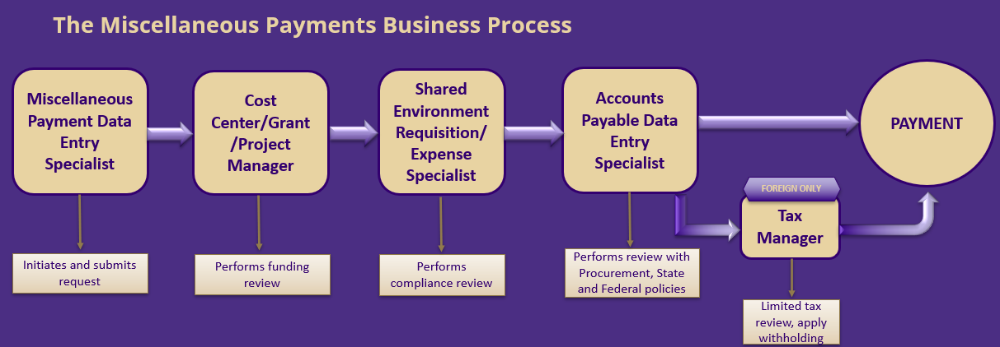 The Miscellaneous Payments Business Process
Miscellaneous
Payment Data
Entry
Specialist
Cost
Center/Grant
/Project
Manager
Shared
Environment
Requisition/
Expense
Specialist
Accounts
Payable Data
Entry
Specialist
PAYMENT
FOREIGN ONLY
Tax
Manager
Initiates and submits
request
Performs funding
review
Performs
compliance review
Performs review with
Procurement, State
and Federal policies
Limited tax
review, apply
withholding